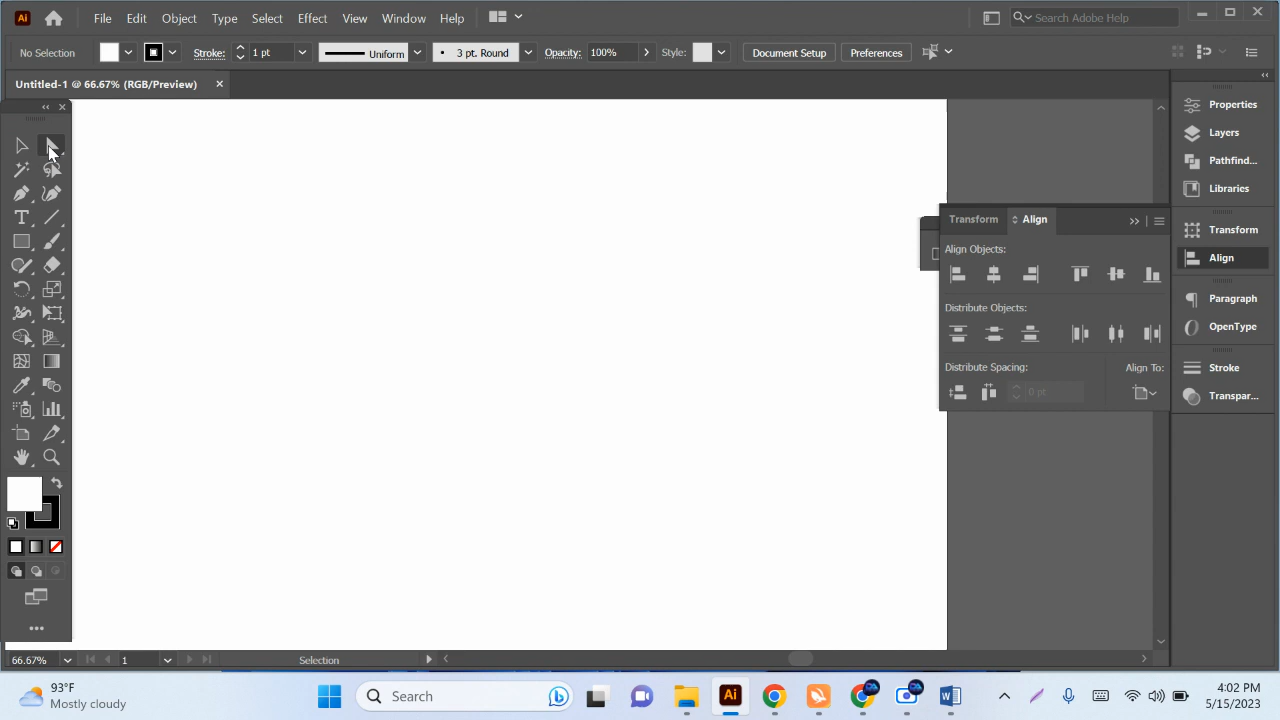 Ai File Edit Object Type Select Effect View Window Help Search Adobe Help
No Selection Stroke: 1 pt Uniform 3 pt. Round Opacity: 100% Style: Document Setup Preferences
Untitled-1 @ 66.67% (RGB/Preview)
Properties
Layers
Pathfind...
Libraries
Transform
Align
Paragraph
OpenType
Stroke
Transpar...
Transform Align
Align Objects:
Distribute Objects:
Distribute Spacing: Align To:
0 pt
T
66.67% 1 Selection
93°F
Mostly cloudy
Search
Ai
4:02 PM
5/15/2023